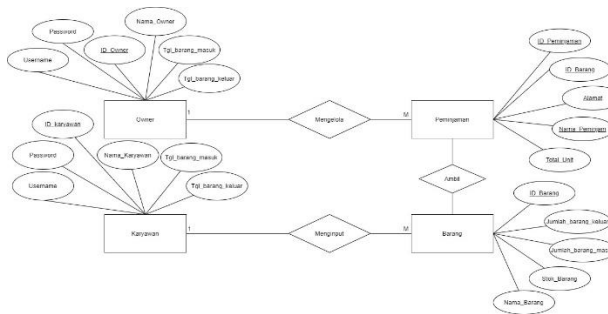 Nama_Owner
Password
ID_Owner
Tgl_barang_masuk
Username
Tgl_barang_keluar
Owner
1
Mengelola
M
Peminjaman
ID_Peminjaman
ID_Barang
Alamat
Nama_Peminjam
Total_Unit
Ambil
ID_karyawan
Password
Nama_Karyawan
Tgl_barang_masuk
Username
Tgl_barang_keluar
Karyawan
1
Menginput
M
Barang
ID_Barang
Jumlah_barang_keluar
Jumlah_barang_mas
Stok_Barang
Nama_Barang